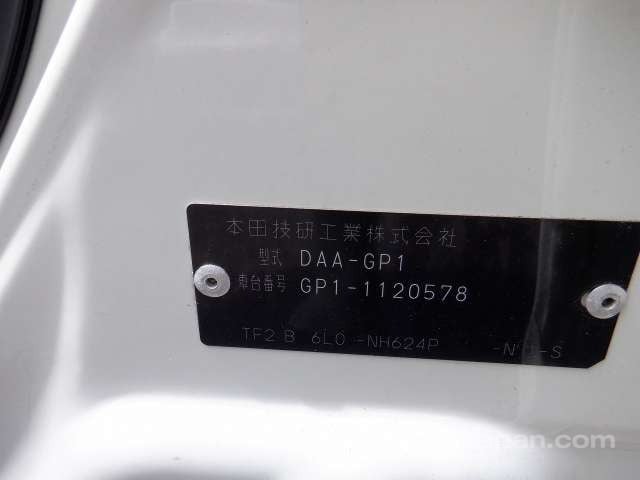 本田技研工業株式会社
型式 DAA-GP1
車台番号 GP1-1120578
TF2 B 6L0 -NH624P
pan.com